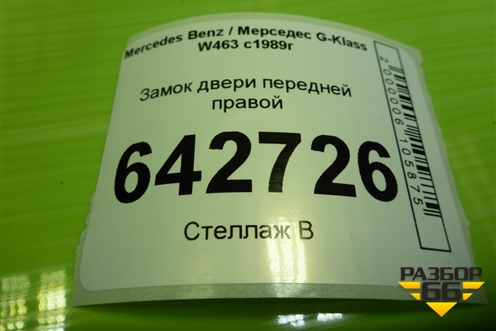 Mercedes Benz / Мерседес G-Klass
W463 с1989г
Замок двери передней
правой
642726
Стеллаж В
2000006105875
РАЗБОР
66